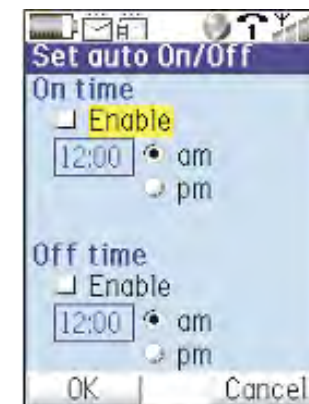 Set auto On/Off
On time
Enable
12:00 am
pm
Off time
Enable
12:00 am
pm
OK Cancel